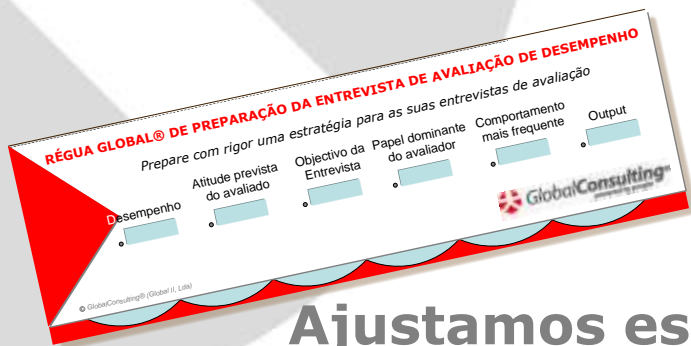 RÉGUA GLOBAL® DE PREPARAÇÃO DA ENTREVISTA DE AVALIAÇÃO DE DESEMPENHO
Prepare com rigor uma estratégia para as suas entrevistas de avaliação
Desempenho
Atitude prevista
do avaliado
Objectivo da
Entrevista
Papel dominante
do avaliador
Comportamento
mais frequente
Output
GlobalConsulting®
© GlobalConsulting® (Global II, Lda)
Ajustamos es